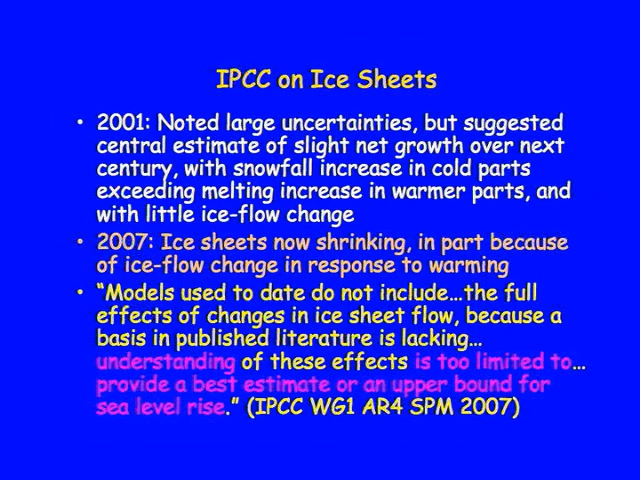 IPCC on Ice Sheets
• 2001: Noted large uncertainties, but suggested
central estimate of slight net growth over next
century, with snowfall increase in cold parts
exceeding melting increase in warmer parts, and
with little ice-flow change
• 2007: Ice sheets now shrinking, in part because
of ice-flow change in response to warming
• “Models used to date do not include…the full
effects of changes in ice sheet flow, because a
basis in published literature is lacking…
understanding of these effects is too limited to…
provide a best estimate or an upper bound for
sea level rise.” (IPCC WG1 AR4 SPM 2007)